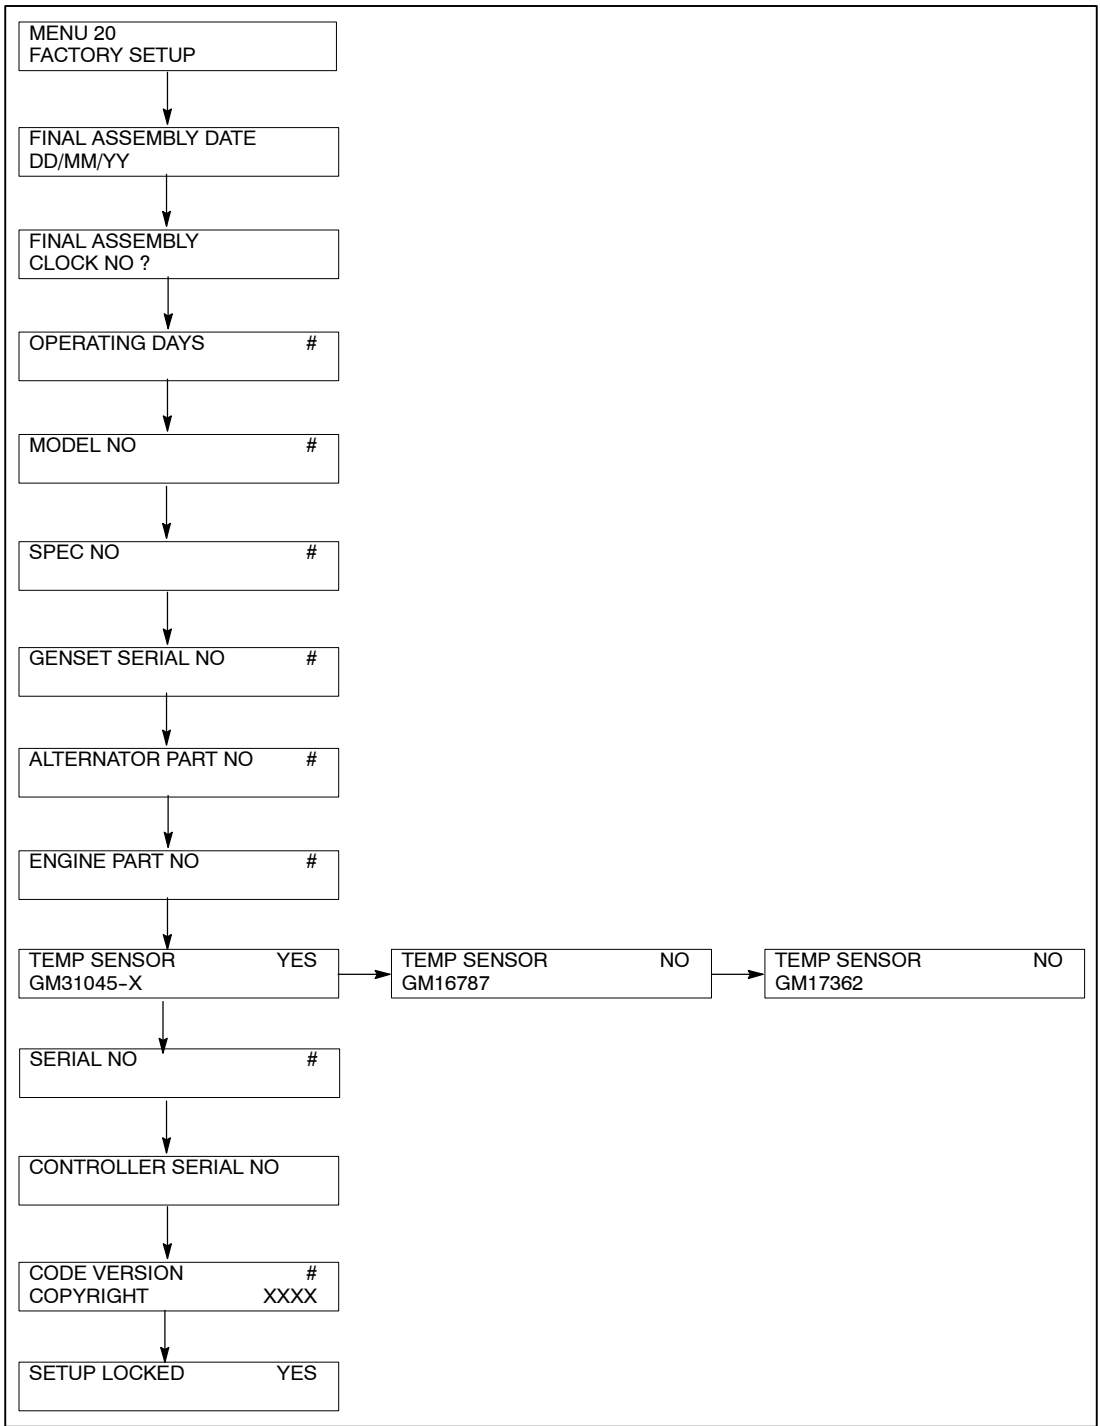 MENU 20
FACTORY SETUP
FINAL ASSEMBLY DATE
DD/MM/YY
FINAL ASSEMBLY
CLOCK NO ?
OPERATING DAYS #
MODEL NO #
SPEC NO #
GENSET SERIAL NO #
ALTERNATOR PART NO #
ENGINE PART NO #
TEMP SENSOR YES
GM31045-X
TEMP SENSOR NO
GM16787
TEMP SENSOR NO
GM17362
SERIAL NO #
CONTROLLER SERIAL NO
CODE VERSION #
COPYRIGHT XXXX
SETUP LOCKED YES